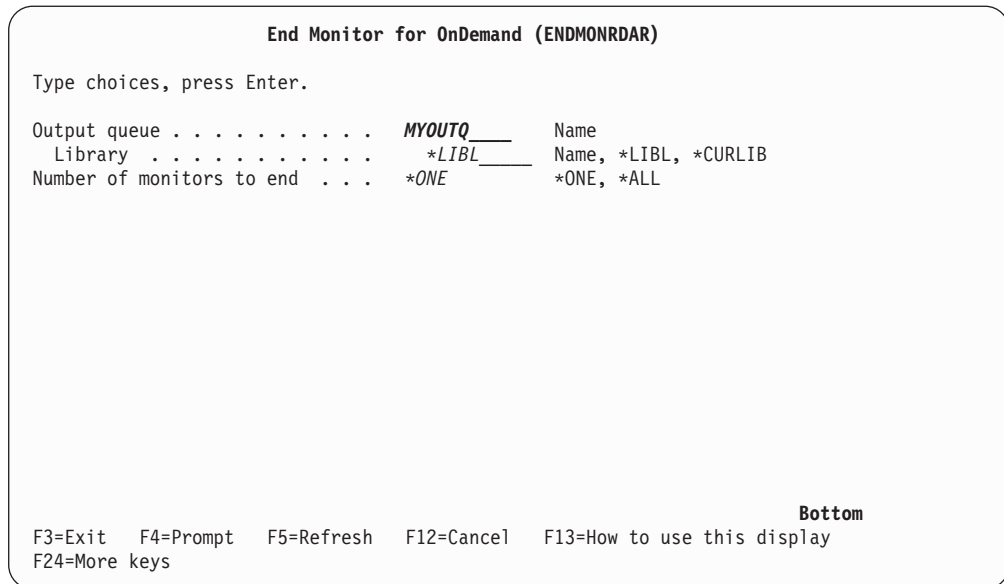 End Monitor for OnDemand (ENDMONRDAR)
Type choices, press Enter.
Output queue . . . . . . . . . . MYOUTQ____ Name
Library . . . . . . . . . . . *LIBL_____ Name, *LIBL, *CURLIB
Number of monitors to end . . . *ONE *ONE, *ALL
Bottom
F3=Exit F4=Prompt F5=Refresh F12=Cancel F13=How to use this display
F24=More keys